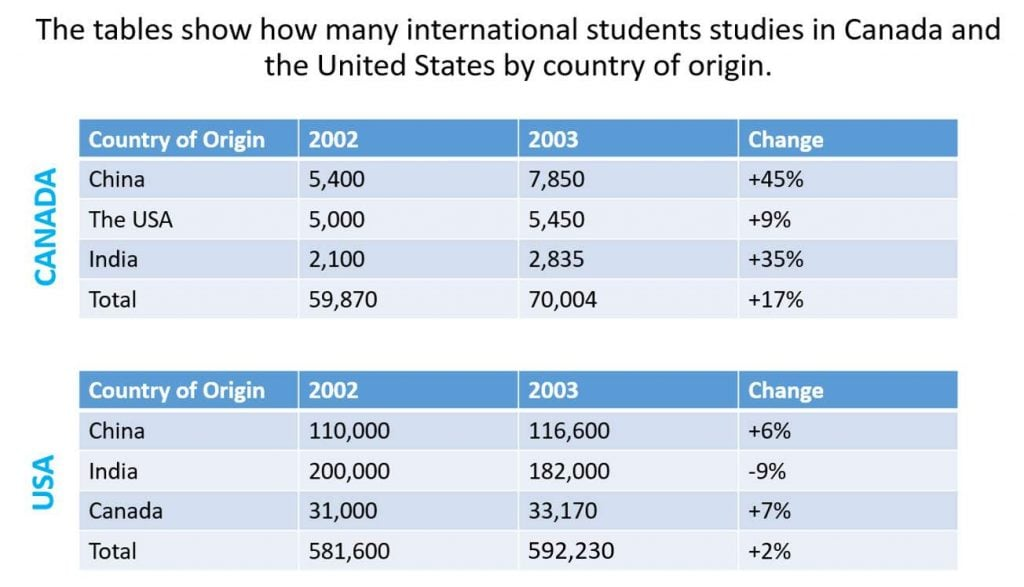 The tables show how many international students studies in Canada and
the United States by country of origin.
CANADA
Country of Origin 2002 2003 Change
China 5,400 7,850 +45%
The USA 5,000 5,450 +9%
India 2,100 2,835 +35%
Total 59,870 70,004 +17%
USA
Country of Origin 2002 2003 Change
China 110,000 116,600 +6%
India 200,000 182,000 -9%
Canada 31,000 33,170 +7%
Total 581,600 592,230 +2%